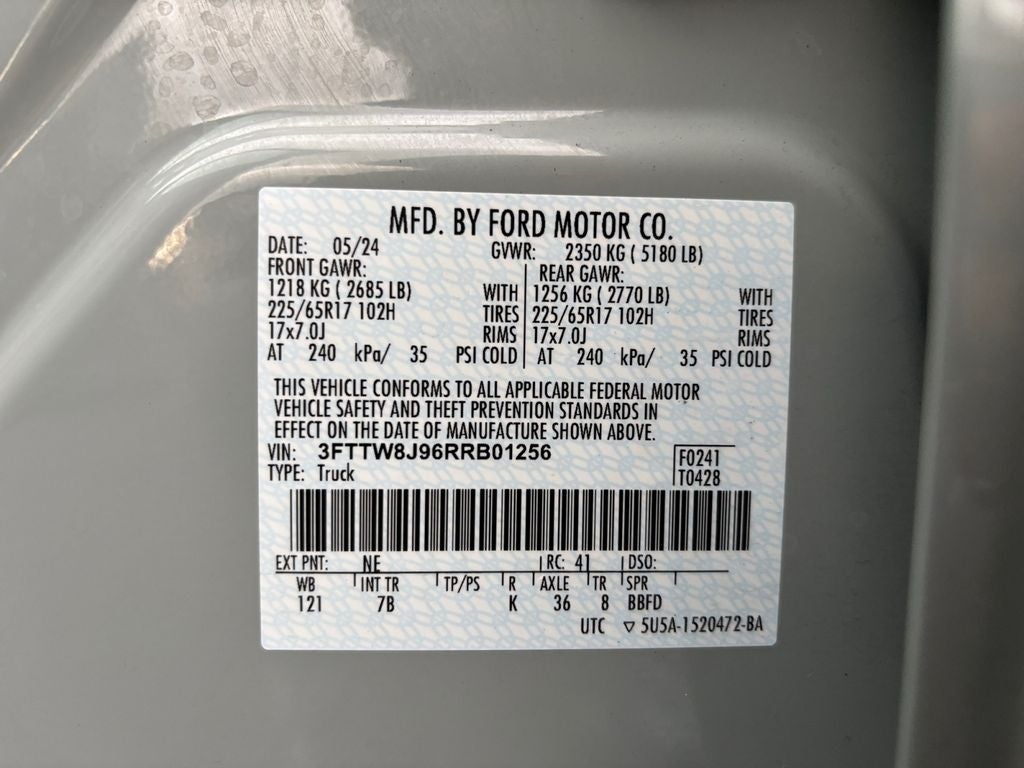 MFD. BY FORD MOTOR CO.
DATE: 05/24 GVWR: 2350 KG ( 5180 LB)
FRONT GAWR: REAR GAWR:
1218 KG ( 2685 LB) WITH 1256 KG ( 2770 LB) WITH
225/65R17 102H TIRES 225/65R17 102H TIRES
17x7.0J RIMS 17x7.0J RIMS
AT 240 kPa/ 35 PSI COLD AT 240 kPa/ 35 PSI COLD
THIS VEHICLE CONFORMS TO ALL APPLICABLE FEDERAL MOTOR
VEHICLE SAFETY AND THEFT PREVENTION STANDARDS IN
EFFECT ON THE DATE OF MANUFACTURE SHOWN ABOVE.
VIN: 3FTTW8J96RRB01256 F0241
TYPE: Truck T0428
EXT PNT: NE RC: 41 DSO:
WB INT TR TP/PS R AXLE TR SPR
121 7B K 36 8 BBFD
UTC ▽ 5U5A-1520472-BA